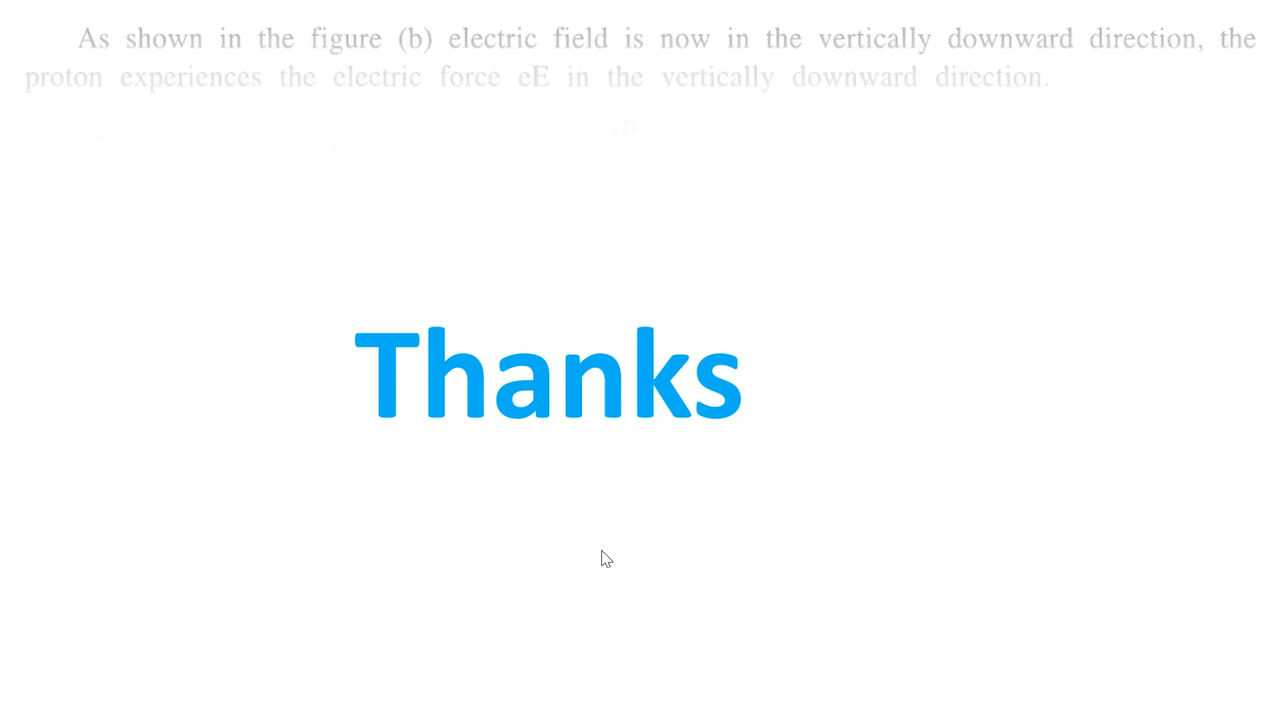 As shown in the figure (b) electric field is now in the vertically downward direction, the
proton experiences the electric force eE in the vertically downward direction.
Thanks